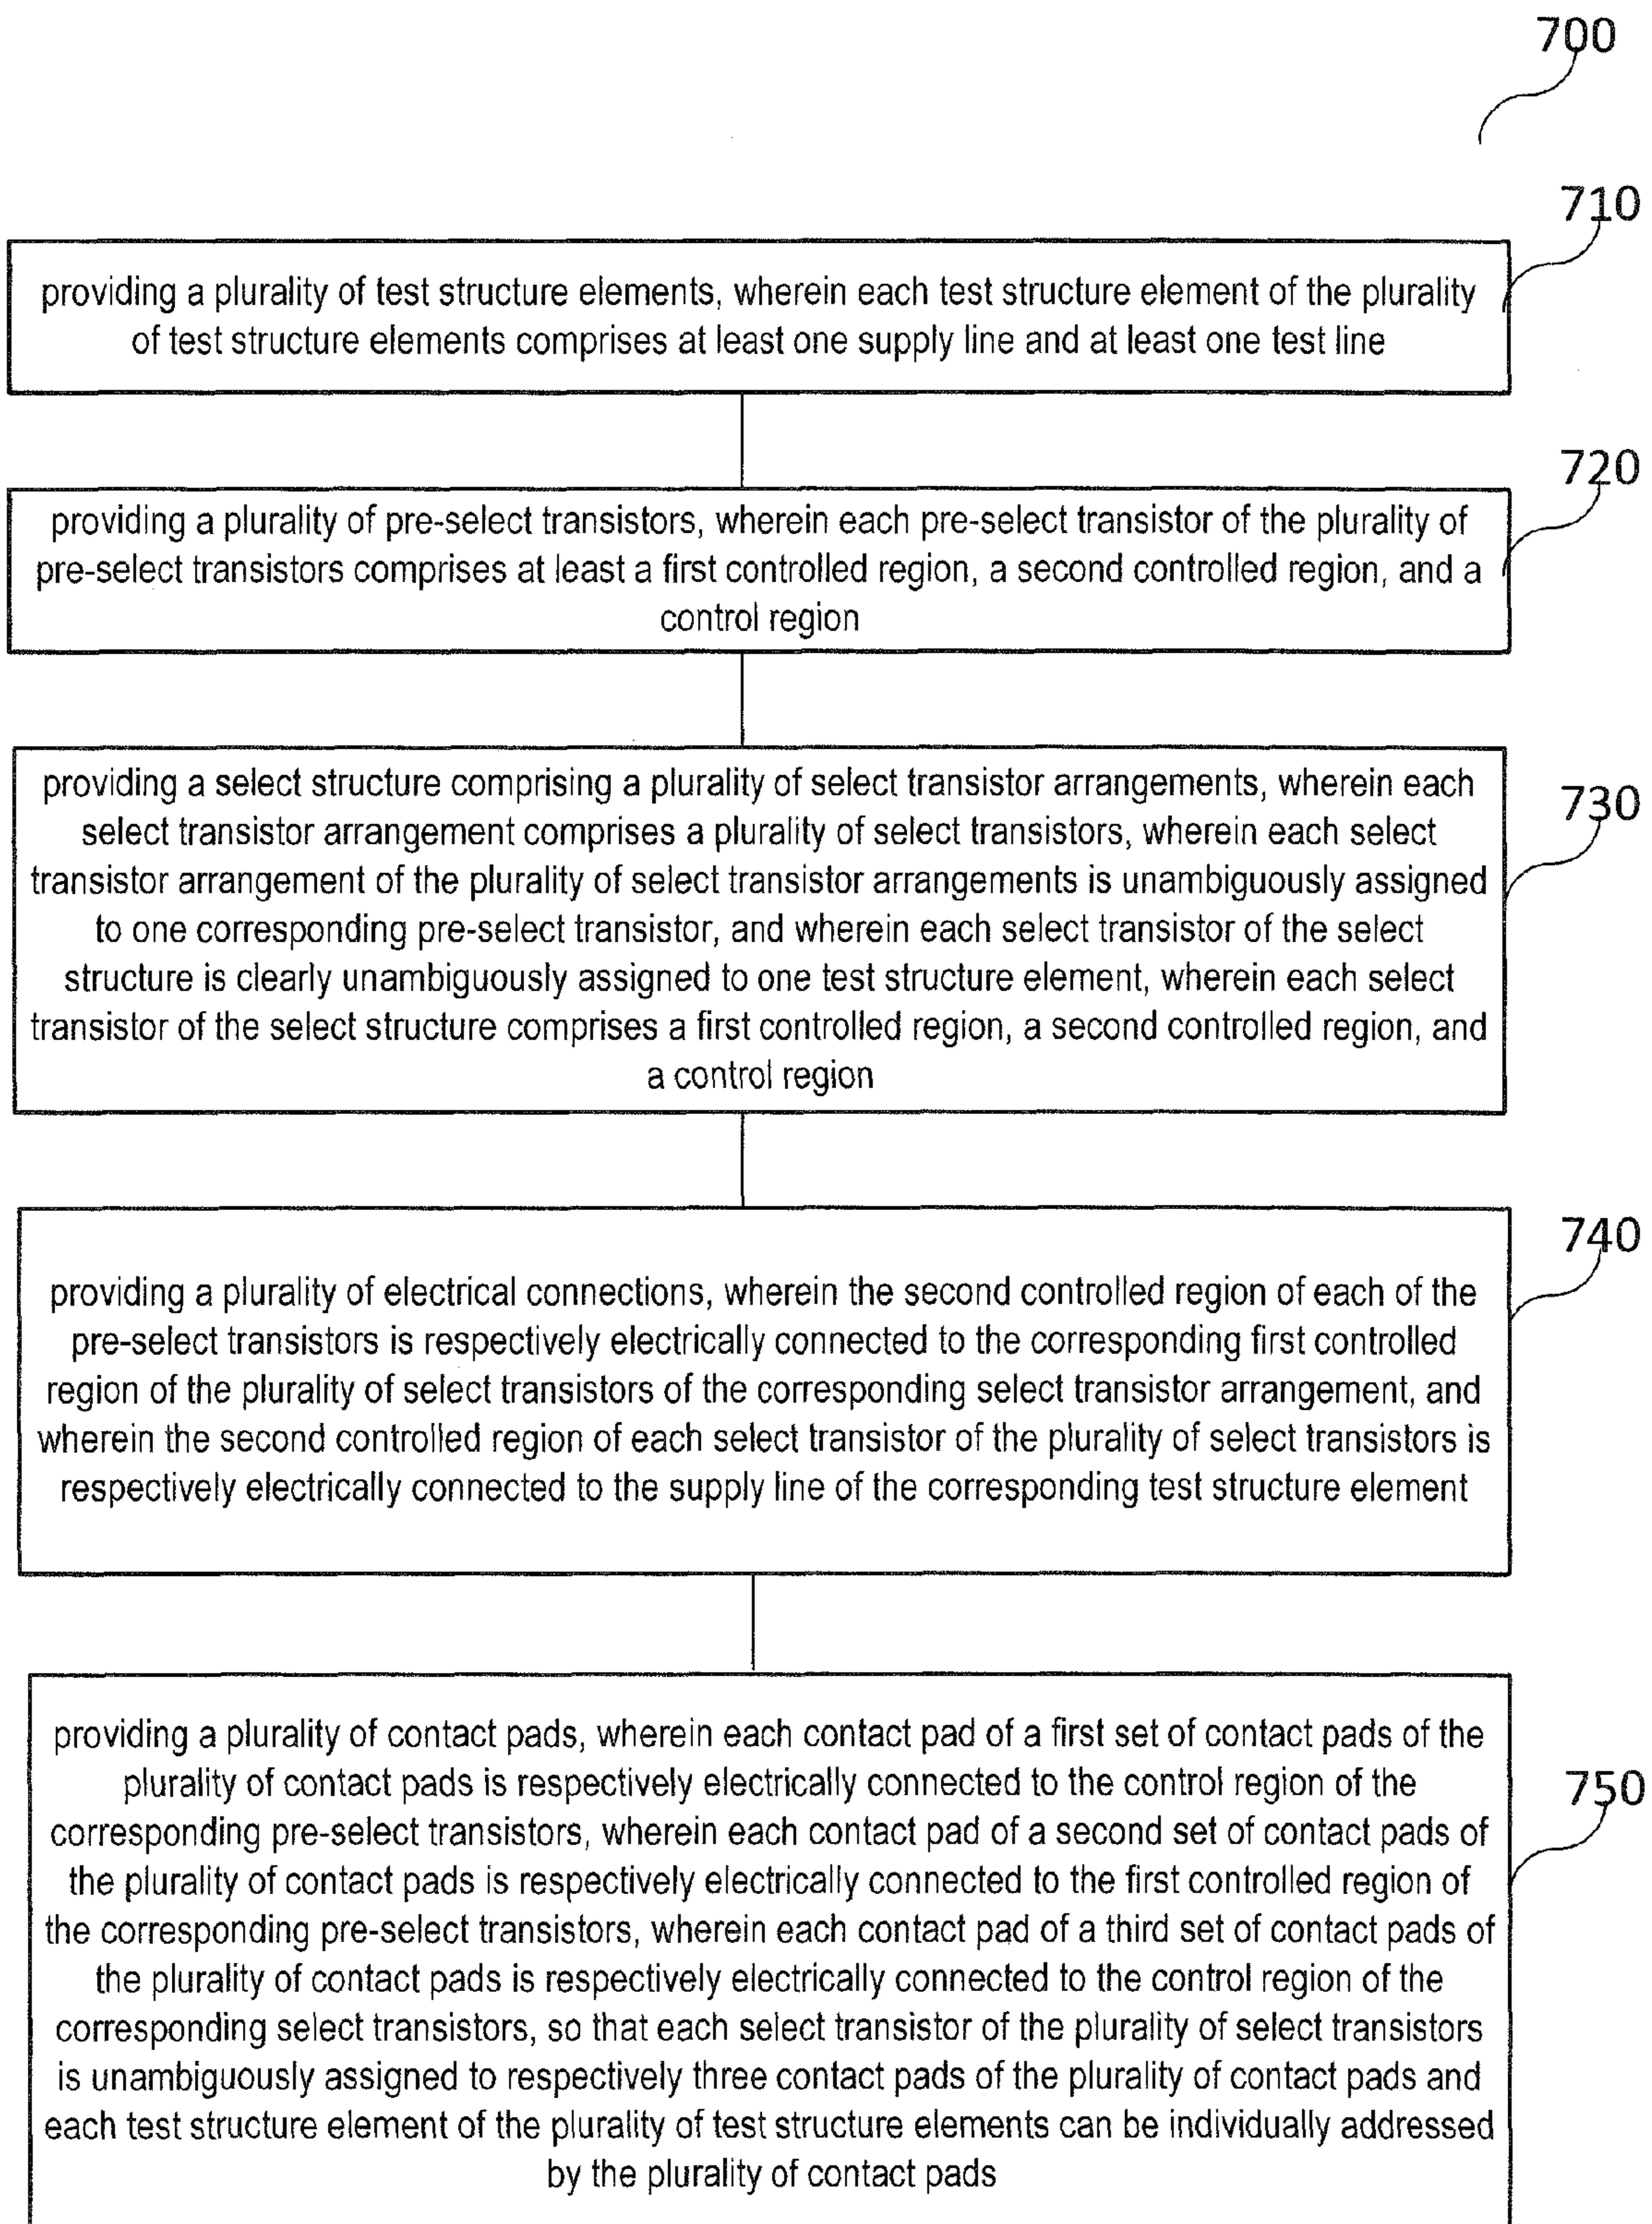 700
710
providing a plurality of test structure elements, wherein each test structure element of the plurality
of test structure elements comprises at least one supply line and at least one test line
720
providing a plurality of pre-select transistors, wherein each pre-select transistor of the plurality of
pre-select transistors comprises at least a first controlled region, a second controlled region, and a
control region
730
providing a select structure comprising a plurality of select transistor arrangements, wherein each
select transistor arrangement comprises a plurality of select transistors, wherein each select
transistor arrangement of the plurality of select transistor arrangements is unambiguously assigned
to one corresponding pre-select transistor, and wherein each select transistor of the select
structure is clearly unambiguously assigned to one test structure element, wherein each select
transistor of the select structure comprises a first controlled region, a second controlled region, and
a control region
740
providing a plurality of electrical connections, wherein the second controlled region of each of the
pre-select transistors is respectively electrically connected to the corresponding first controlled
region of the plurality of select transistors of the corresponding select transistor arrangement, and
wherein the second controlled region of each select transistor of the plurality of select transistors is
respectively electrically connected to the supply line of the corresponding test structure element
750
providing a plurality of contact pads, wherein each contact pad of a first set of contact pads of the
plurality of contact pads is respectively electrically connected to the control region of the
corresponding pre-select transistors, wherein each contact pad of a second set of contact pads of
the plurality of contact pads is respectively electrically connected to the first controlled region of
the corresponding pre-select transistors, wherein each contact pad of a third set of contact pads of
the plurality of contact pads is respectively electrically connected to the control region of the
corresponding select transistors, so that each select transistor of the plurality of select transistors
is unambiguously assigned to respectively three contact pads of the plurality of contact pads and
each test structure element of the plurality of test structure elements can be individually addressed
by the plurality of contact pads